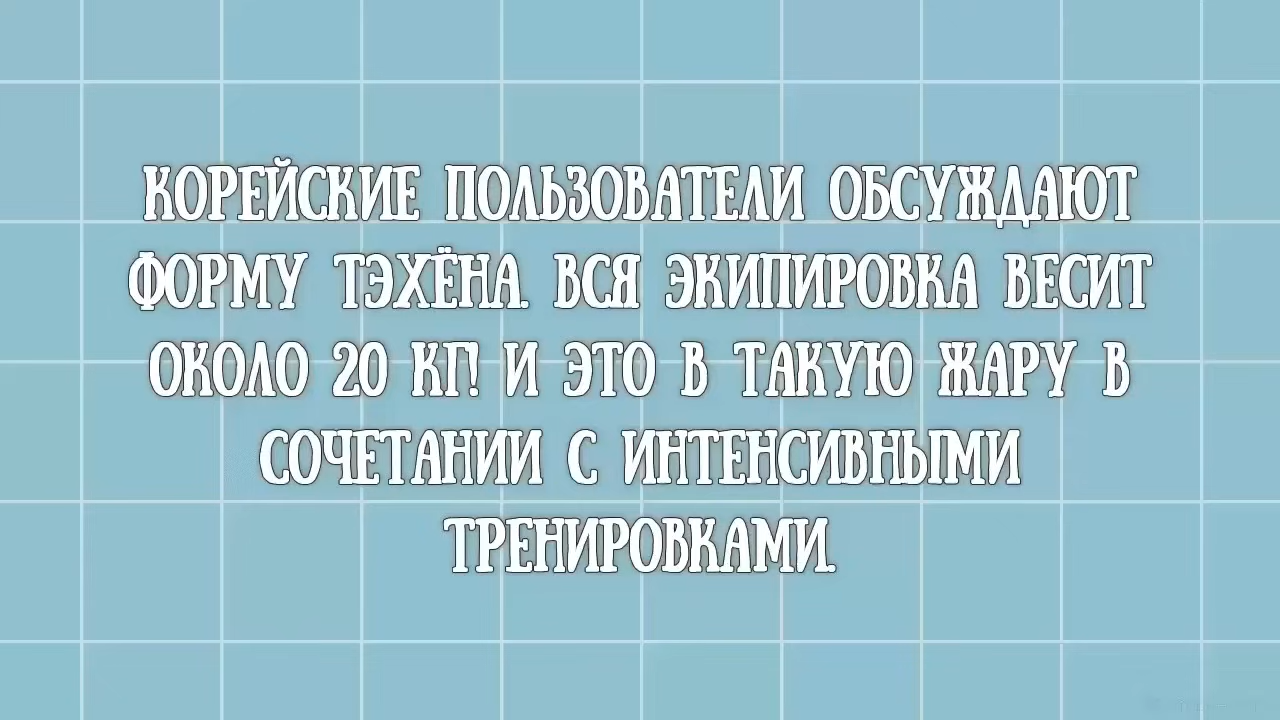 КОРЕЙСКИЕ ПОЛЬЗОВАТЕЛИ ОБСУЖДАЮТ
ФОРМУ ТЭХЁНА. ВСЯ ЭКИПИРОВКА ВЕСИТ
ОКОЛО 20 КГ! И ЭТО В ТАКУЮ ЖАРУ В
СОЧЕТАНИИ С ИНТЕНСИВНЫМИ
ТРЕНИРОВКАМИ.